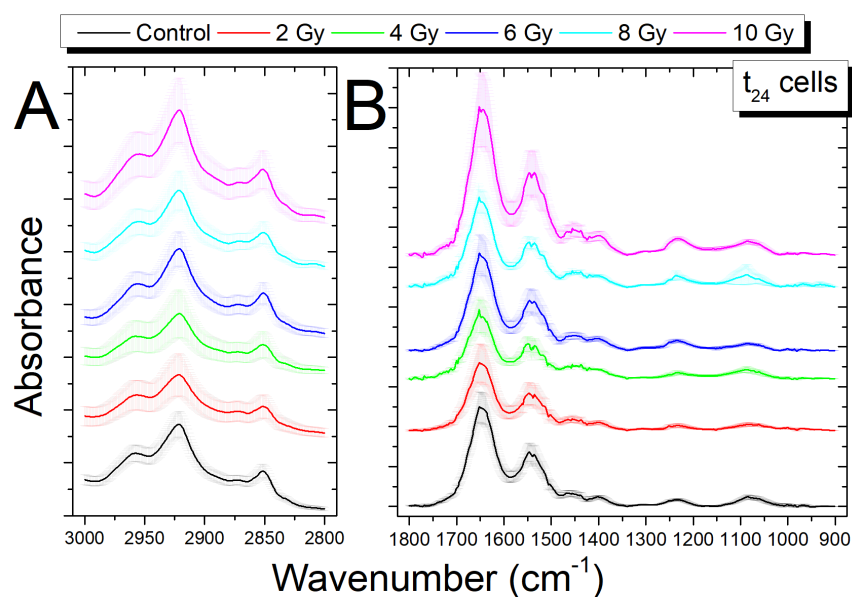 Control 2 Gy 4 Gy 6 Gy 8 Gy 10 Gy
A B t₂₄ cells
Absorbance
3000 2950 2900 2850 2800 1800 1700 1600 1500 1400 1300 1200 1100 1000 900
Wavenumber (cm⁻¹)